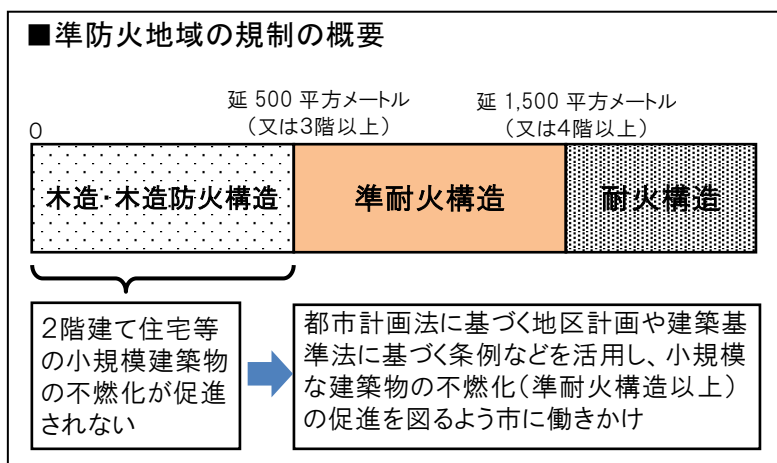 ■準防火地域の規制の概要
延 500 平方メートル
（又は3階以上）
延 1,500 平方メートル
（又は4階以上）
0
木造・木造防火構造
準耐火構造
耐火構造
2階建て住宅等
の小規模建築物
の不燃化が促進
されない
都市計画法に基づく地区計画や建築基
準法に基づく条例などを活用し、小規模
な建築物の不燃化（準耐火構造以上）
の促進を図るよう市に働きかけ